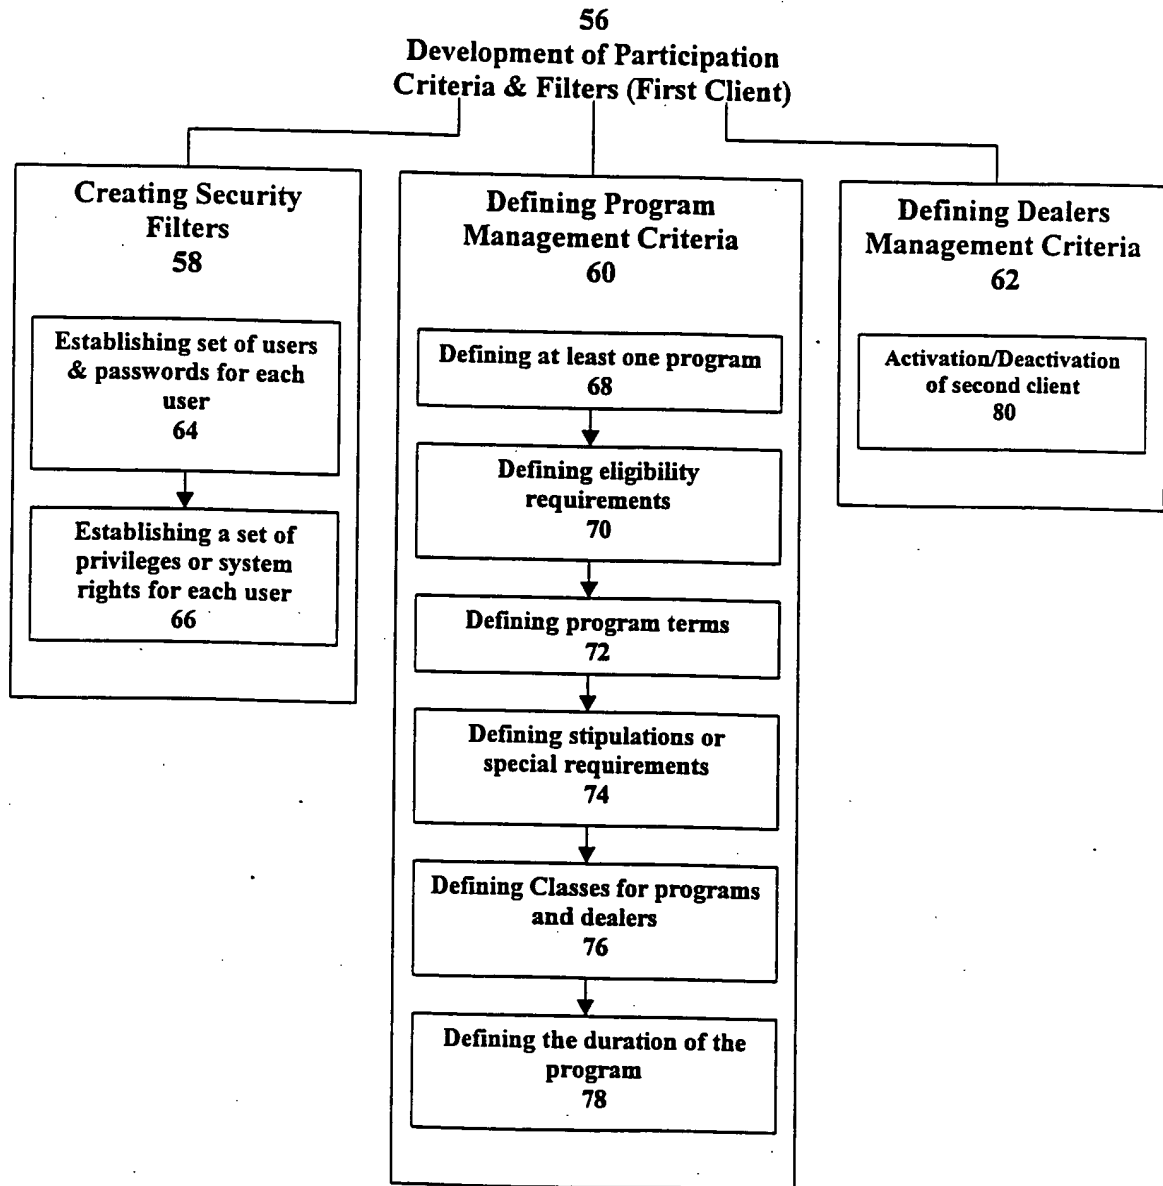 56
Development of Participation
Criteria & Filters (First Client)
Creating Security
Filters
58
Establishing set of users
& passwords for each
user
64
Establishing a set of
privileges or system
rights for each user
66
Defining Program
Management Criteria
60
Defining at least one program
68
Defining eligibility
requirements
70
Defining program terms
72
Defining stipulations or
special requirements
74
Defining Classes for programs
and dealers
76
Defining the duration of the
program
78
Defining Dealers
Management Criteria
62
Activation/Deactivation
of second client
80